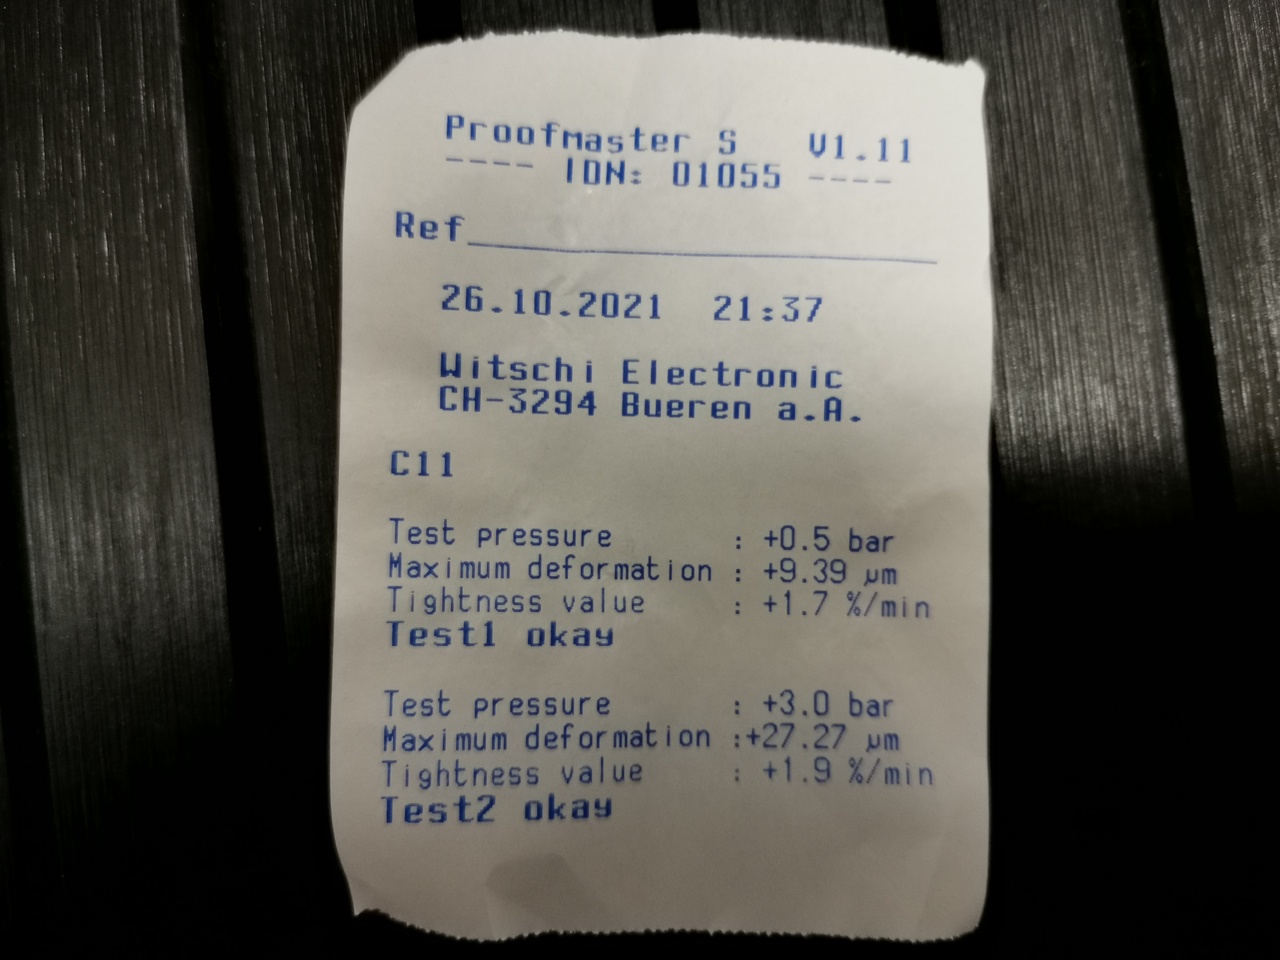 Proofmaster S V1.11
---- IDN: 01055 ----
Ref_______________
26.10.2021 21:37
Witschi Electronic
CH-3294 Bueren a.A.
C11
Test pressure : +0.5 bar
Maximum deformation : +9.39 µm
Tightness value : +1.7 %/min
Test1 okay
Test pressure : +3.0 bar
Maximum deformation :+27.27 µm
Tightness value : +1.9 %/min
Test2 okay